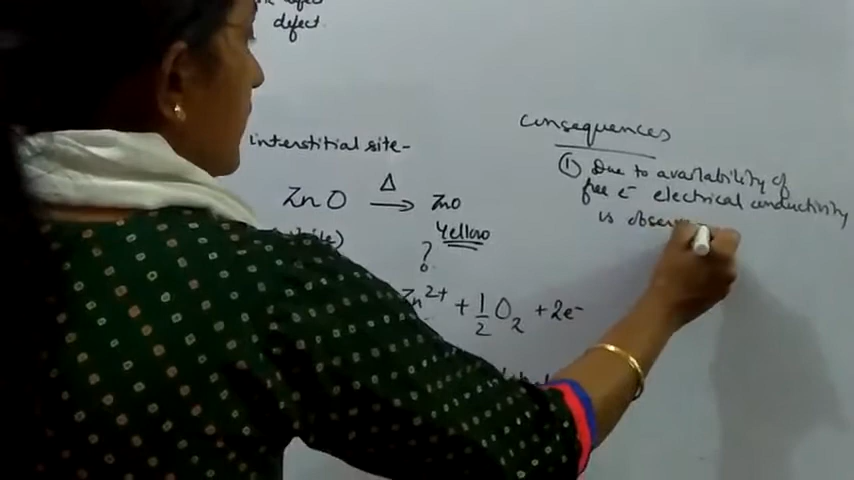 defect
interstitial site-
ZnO Δ→ ZnO
Yellow
?
Zn²⁺ + 1/2 O₂ + 2e⁻
Consequences
① Due to availability of
free e⁻ electrical conductivity
is obser